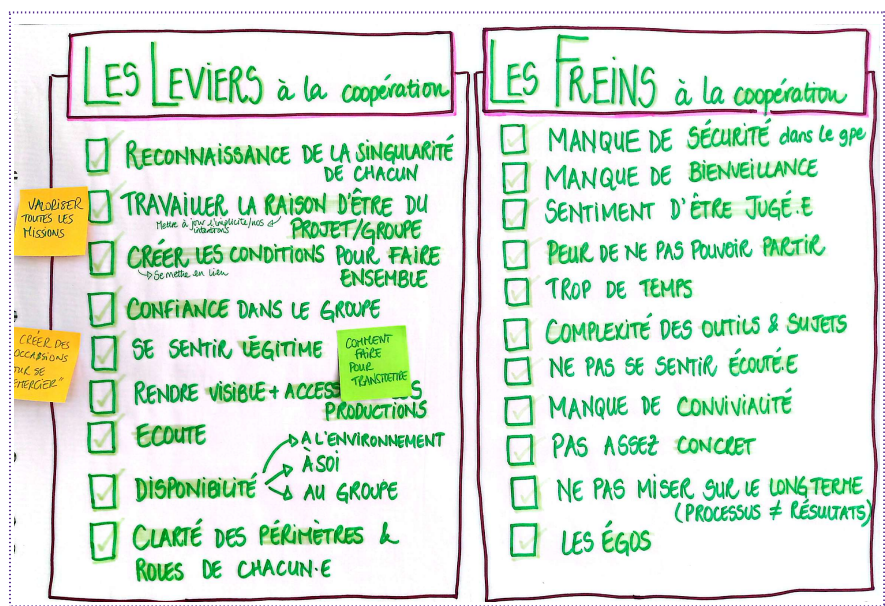 LES LEVIERS à la coopération
RECONNAISSANCE DE LA SINGULARITÉ
DE CHACUN
TRAVAILLER LA RAISON D'ÊTRE DU
Mettre à jour l'implicite/nos
intentions
PROJET/GROUPE
CRÉER LES CONDITIONS POUR FAIRE
Se mettre en lien
ENSEMBLE
CONFIANCE DANS LE GROUPE
SE SENTIR LÉGITIME
RENDRE VISIBLE + ACCESS
PRODUCTIONS
ECOUTE
DISPONIBILITÉ
A L'ENVIRONNEMENT
À SOI
AU GROUPE
CLARTÉ DES PÉRIMÈTRES &
ROLES DE CHACUN·E
VALORISER
TOUTES LES
MISSIONS
CRÉER DES
OCCASSIONS
UR SE
ÉMERGIER"
COMMENT
FAIRE
POUR
TRANSMETTRE
LES FREINS à la coopération
MANQUE DE SÉCURITÉ dans le gpe
MANQUE DE BIENVEILLANCE
SENTIMENT D'ÊTRE JUGÉ.E
PEUR DE NE PAS POUVOIR PARTIR
TROP DE TEMPS
COMPLEXITÉ DES OUTILS & SUJETS
NE PAS SE SENTIR ÉCOUTÉ.E
MANQUE DE CONVIVIALITÉ
PAS ASSEZ CONCRET
NE PAS MISER SUR LE LONG TERME
(PROCESSUS ≠ RÉSULTATS)
LES ÉGOS